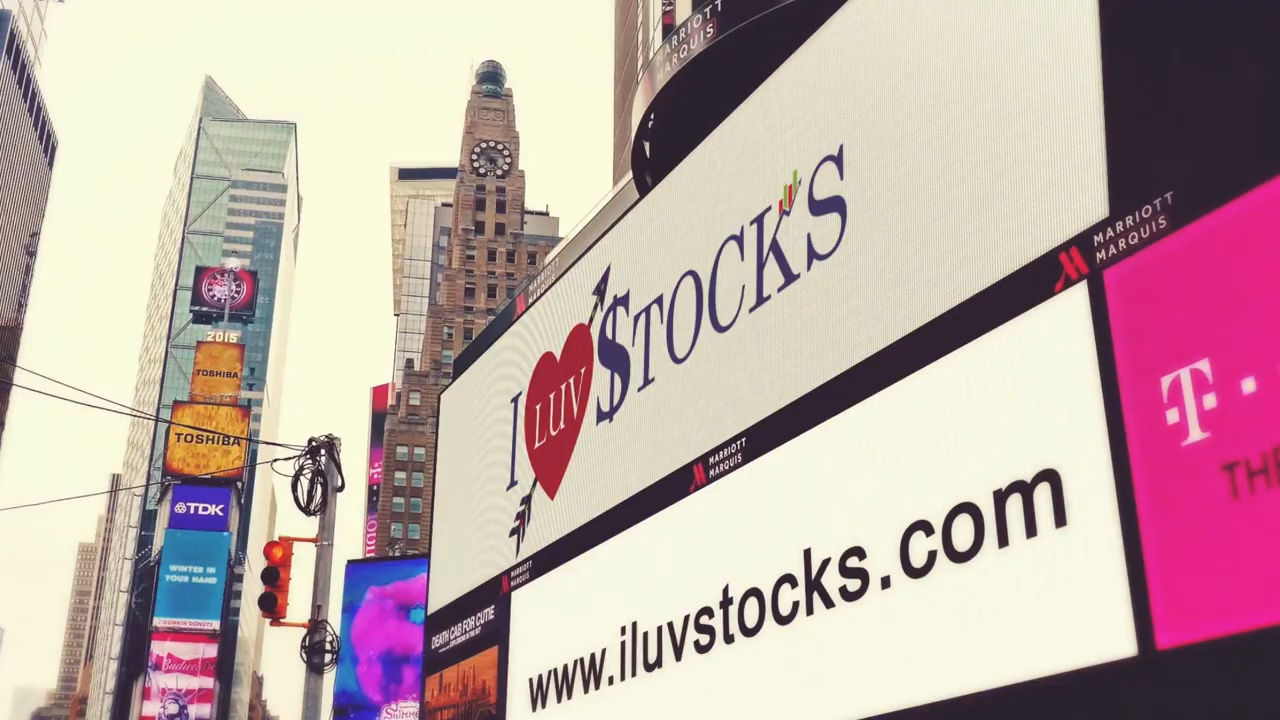 MARRIOTT
MARQUIS
MARRIOTT
MARQUIS
I LUV $TOCKS
MARRIOTT
MARQUIS
MARRIOTT
MARQUIS
MARRIOTT
MARQUIS
www.iluvstocks.com
T
2015
TOSHIBA
TOSHIBA
TDK
WINTER IN
YOUR HAND
DUNKIN' DONUTS
Budweiser
DEATH CAB FOR CUTIE